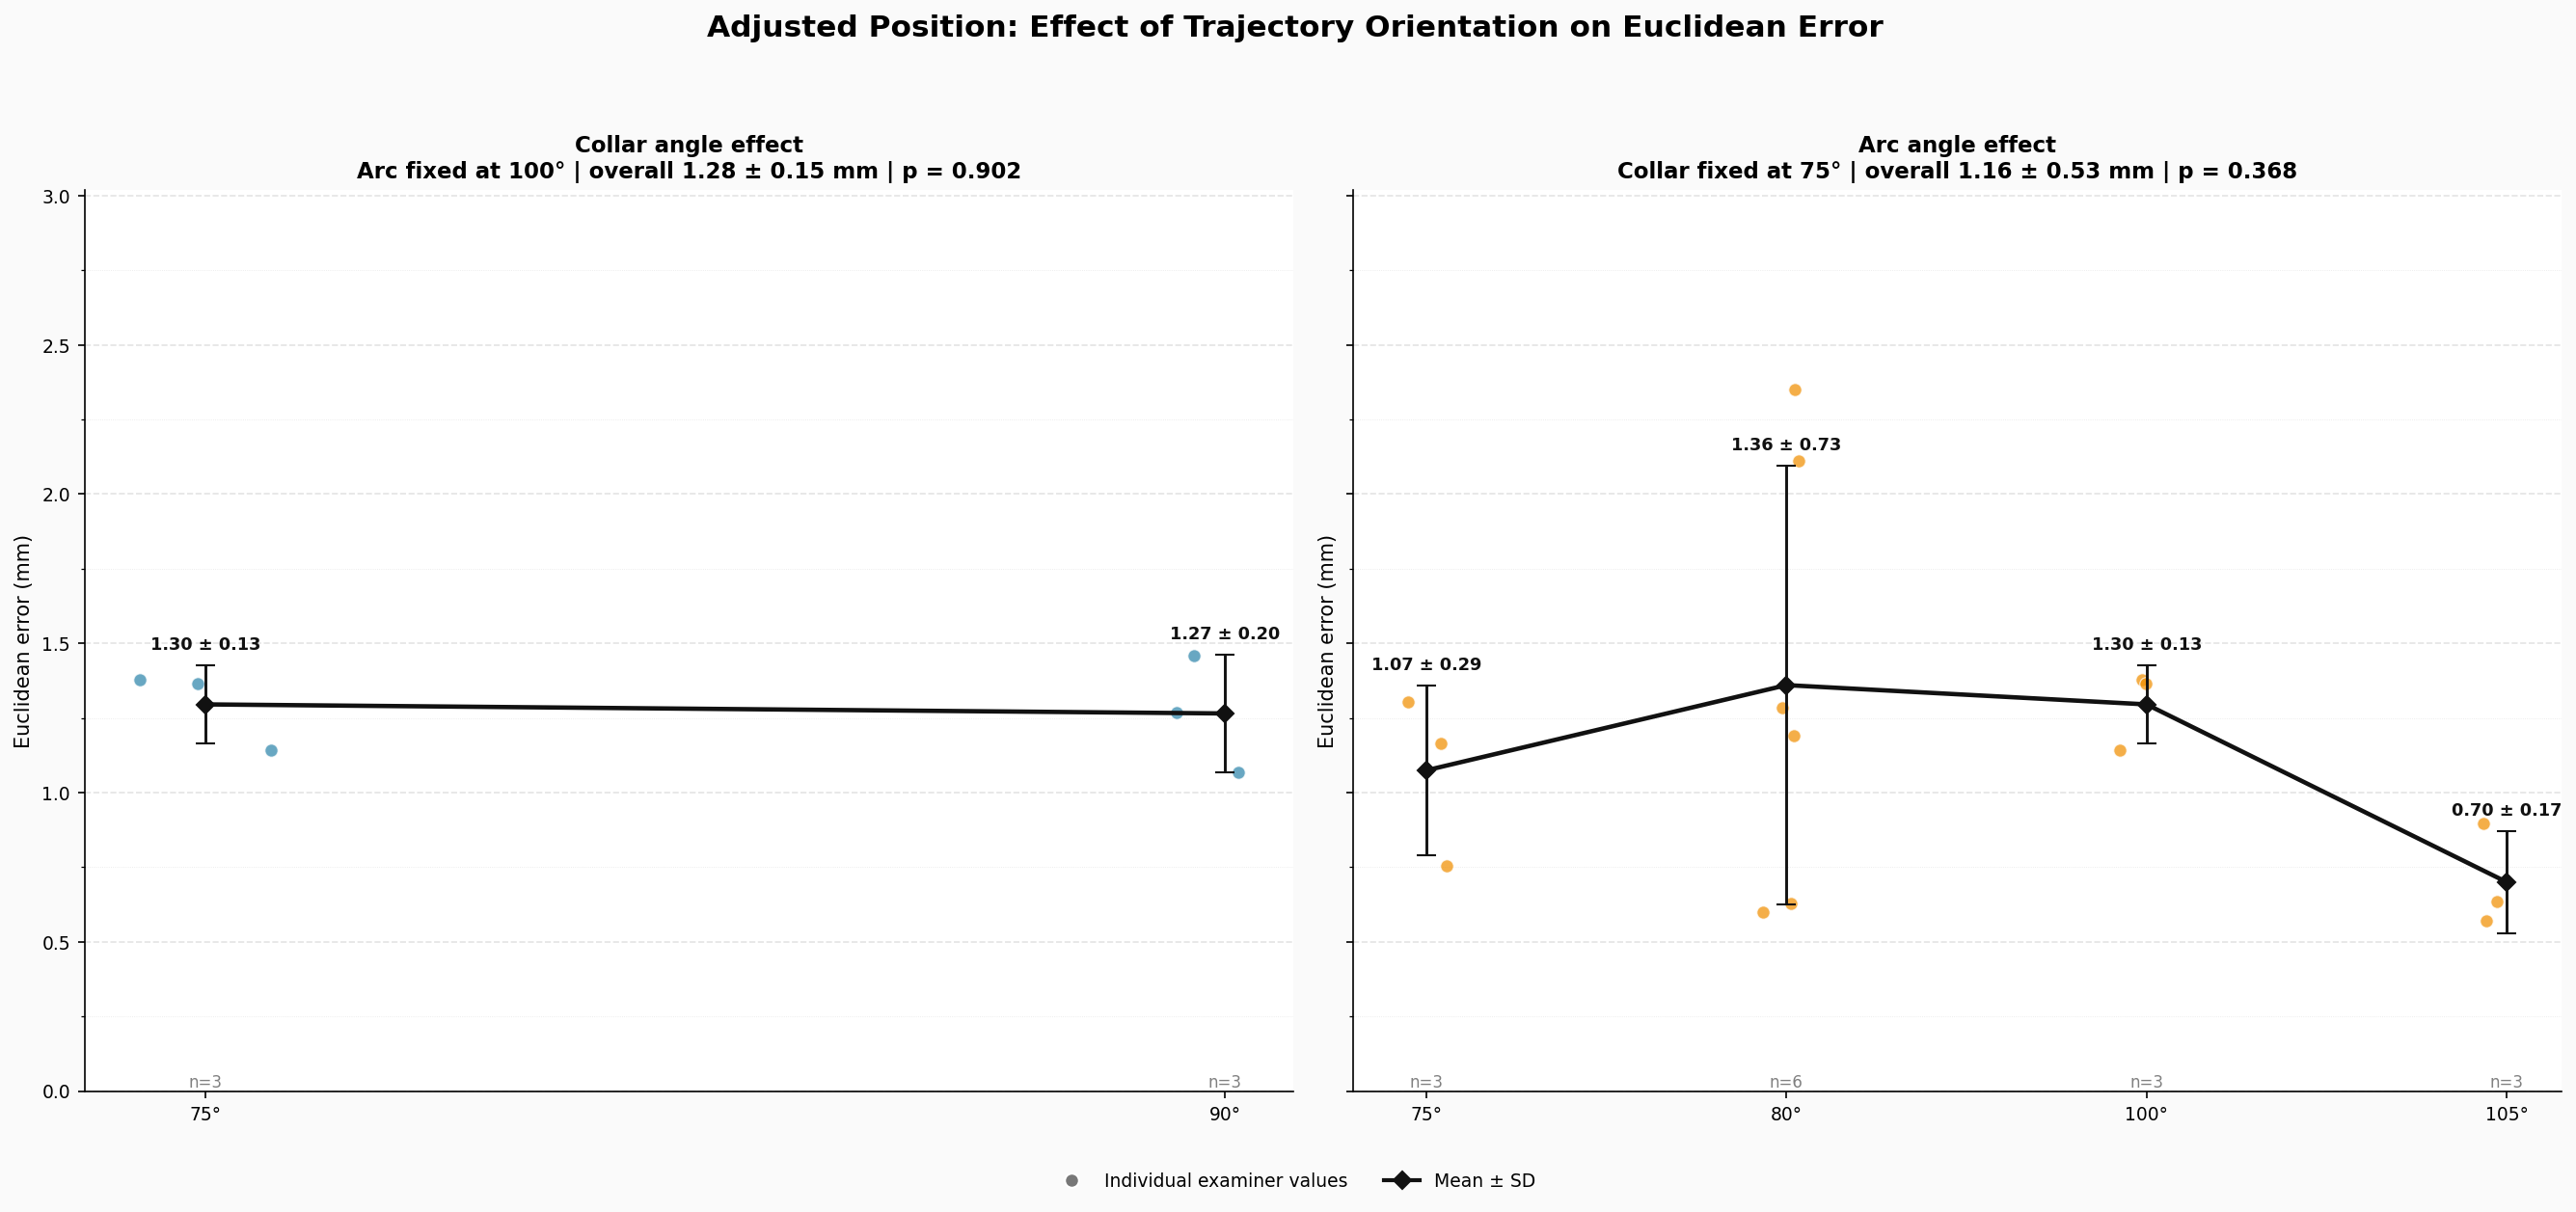 Adjusted Position: Effect of Trajectory Orientation on Euclidean Error
Collar angle effect
Arc fixed at 100° | overall 1.28 ± 0.15 mm | p = 0.902
Euclidean error (mm)
3.0
2.5
2.0
1.5
1.0
0.5
0.0
1.30 ± 0.13
1.27 ± 0.20
n=3
n=3
75°
90°
Arc angle effect
Collar fixed at 75° | overall 1.16 ± 0.53 mm | p = 0.368
Euclidean error (mm)
1.07 ± 0.29
1.36 ± 0.73
1.30 ± 0.13
0.70 ± 0.17
n=3
n=6
n=3
n=3
75°
80°
100°
105°
Individual examiner values
Mean ± SD